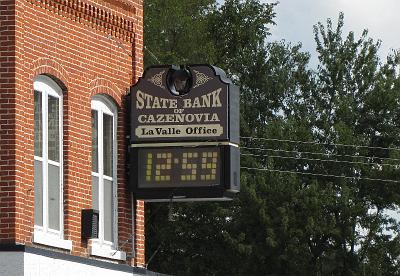 STATE BANK
OF
CAZENOVIA
LaValle Office
12:59